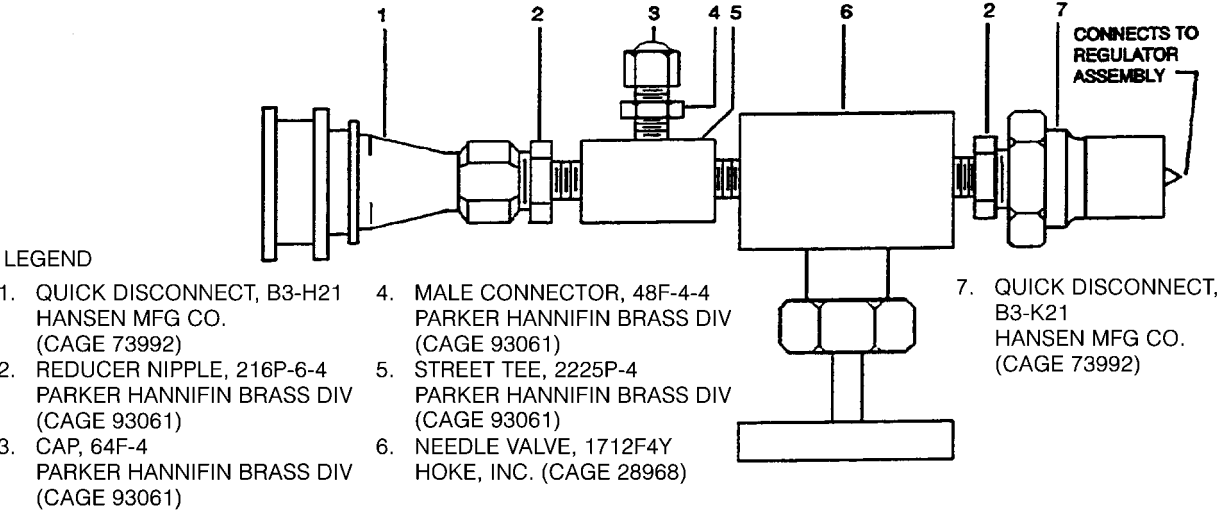 1 2 3 4 5 6 2 7
CONNECTS TO
REGULATOR
ASSEMBLY
LEGEND
1. QUICK DISCONNECT, B3-H21
HANSEN MFG CO.
(CAGE 73992)
2. REDUCER NIPPLE, 216P-6-4
PARKER HANNIFIN BRASS DIV
(CAGE 93061)
3. CAP, 64F-4
PARKER HANNIFIN BRASS DIV
(CAGE 93061)
4. MALE CONNECTOR, 48F-4-4
PARKER HANNIFIN BRASS DIV
(CAGE 93061)
5. STREET TEE, 2225P-4
PARKER HANNIFIN BRASS DIV
(CAGE 93061)
6. NEEDLE VALVE, 1712F4Y
HOKE, INC. (CAGE 28968)
7. QUICK DISCONNECT,
B3-K21
HANSEN MFG CO.
(CAGE 73992)